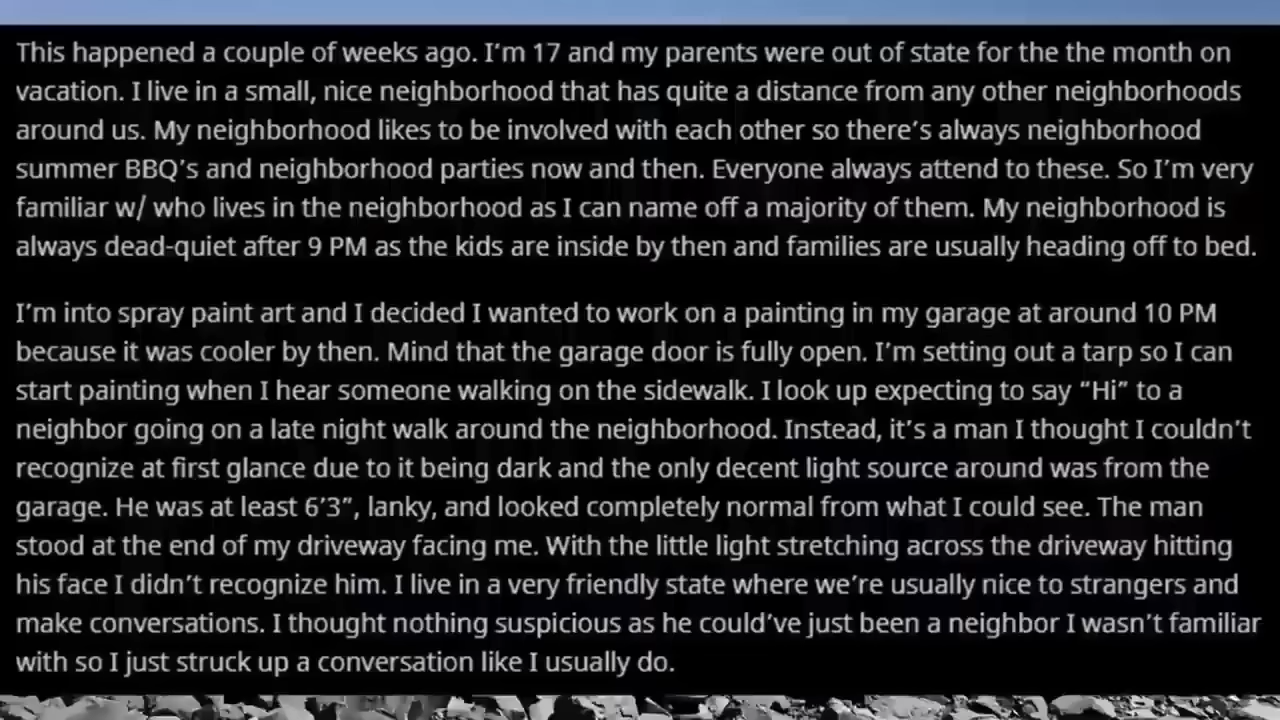 This happened a couple of weeks ago. I’m 17 and my parents were out of state for the the month on
vacation. I live in a small, nice neighborhood that has quite a distance from any other neighborhoods
around us. My neighborhood likes to be involved with each other so there’s always neighborhood
summer BBQ’s and neighborhood parties now and then. Everyone always attend to these. So I’m very
familiar w/ who lives in the neighborhood as I can name off a majority of them. My neighborhood is
always dead-quiet after 9 PM as the kids are inside by then and families are usually heading off to bed.
I’m into spray paint art and I decided I wanted to work on a painting in my garage at around 10 PM
because it was cooler by then. Mind that the garage door is fully open. I’m setting out a tarp so I can
start painting when I hear someone walking on the sidewalk. I look up expecting to say “Hi” to a
neighbor going on a late night walk around the neighborhood. Instead, it’s a man I thought I couldn’t
recognize at first glance due to it being dark and the only decent light source around was from the
garage. He was at least 6’3”, lanky, and looked completely normal from what I could see. The man
stood at the end of my driveway facing me. With the little light stretching across the driveway hitting
his face I didn’t recognize him. I live in a very friendly state where we’re usually nice to strangers and
make conversations. I thought nothing suspicious as he could’ve just been a neighbor I wasn’t familiar
with so I just struck up a conversation like I usually do.